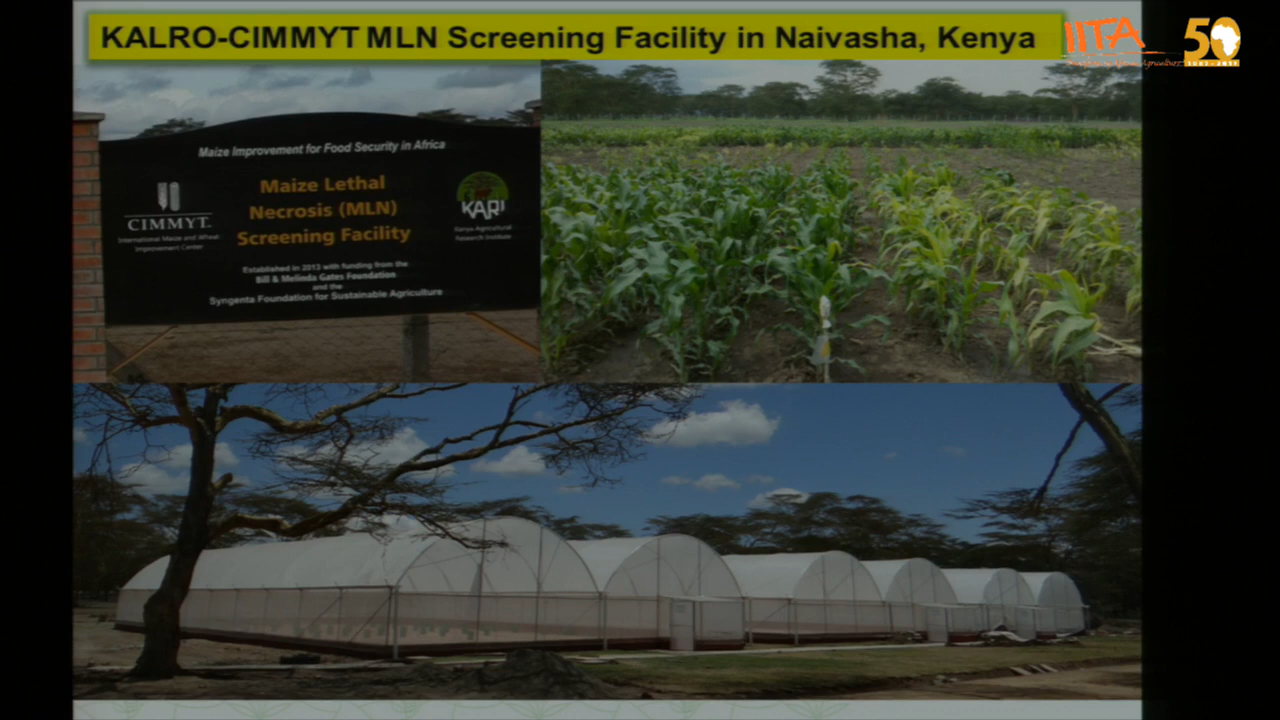 KALRO-CIMMYT MLN Screening Facility in Naivasha, Kenya
IITA
50
Maize Improvement for Food Security in Africa
Maize Lethal
Necrosis (MLN)
Screening Facility
CIMMYT.
International Maize and Wheat
Improvement Center
KARI
Kenya Agricultural
Research Institute
Established in 2013 with funding from the
Bill & Melinda Gates Foundation
and the
Syngenta Foundation for Sustainable Agriculture